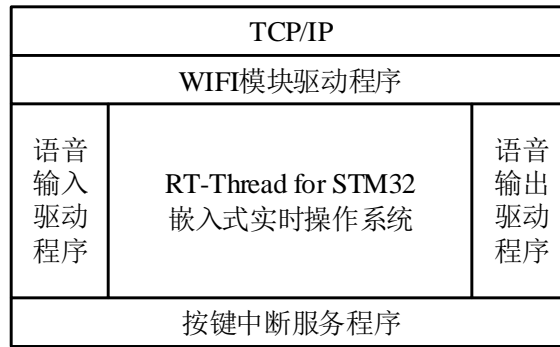 TCP/IP
WIFI模块驱动程序
语音
输入
驱动
程序
RT-Thread for STM32
嵌入式实时操作系统
语音
输出
驱动
程序
按键中断服务程序